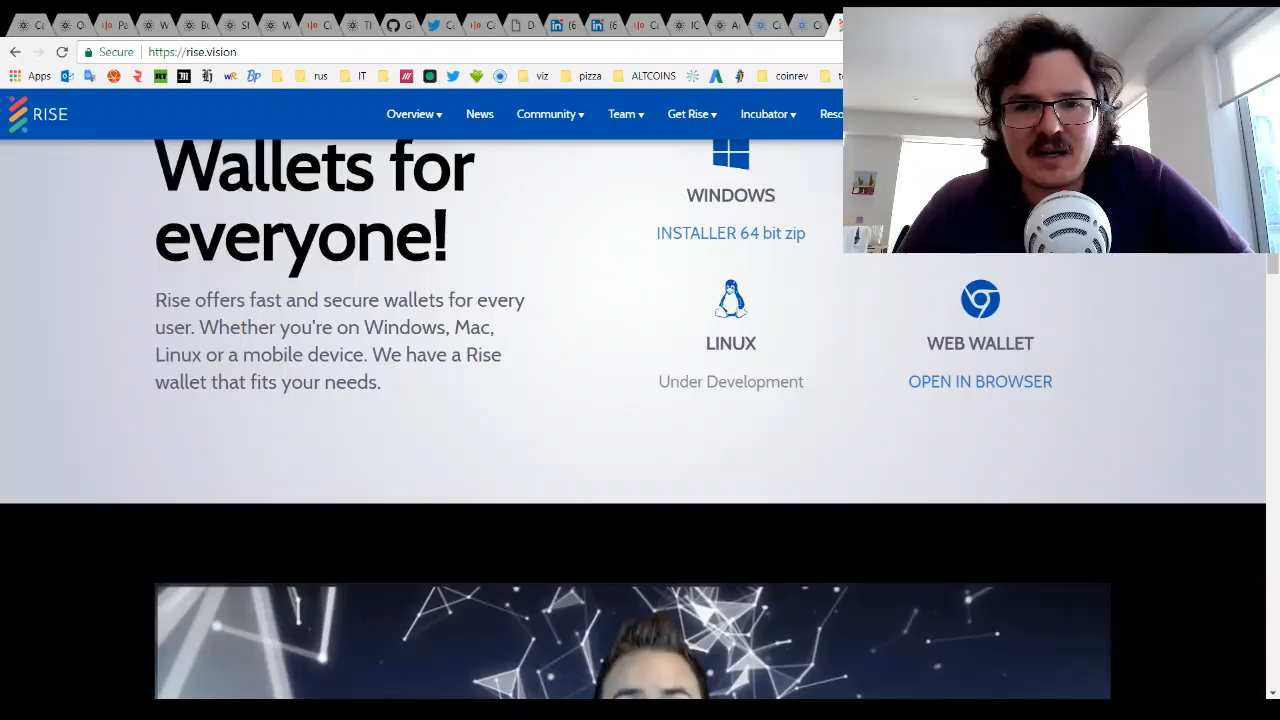 Secure https://rise.vision
Apps
rus
IT
viz
pizza
ALTCOINS
coinrev
RISE
Overview
News
Community
Team
Get Rise
Incubator
Wallets for
everyone!
Rise offers fast and secure wallets for every
user. Whether you're on Windows, Mac,
Linux or a mobile device. We have a Rise
wallet that fits your needs.
WINDOWS
INSTALLER 64 bit zip
LINUX
Under Development
WEB WALLET
OPEN IN BROWSER